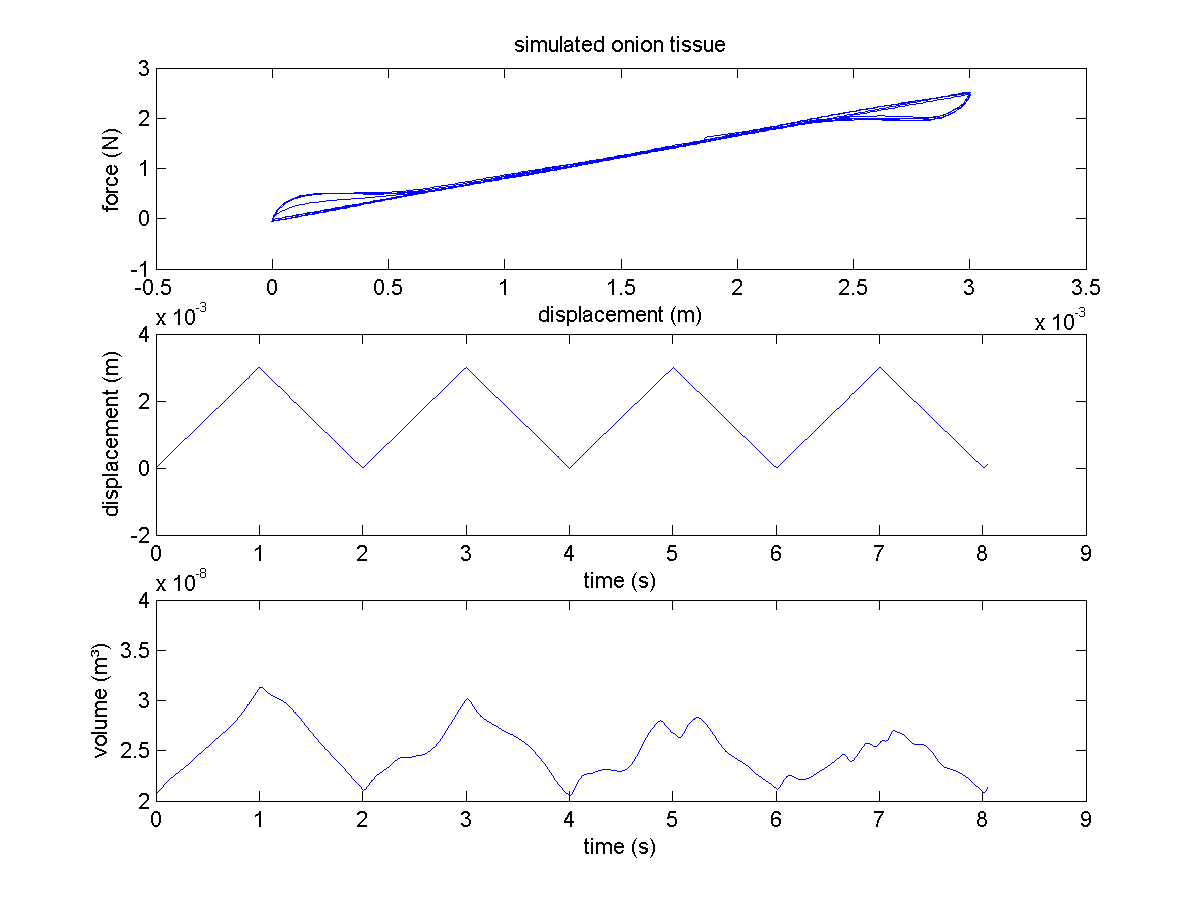 simulated onion tissue
3
2
1
0
-1
force (N)
-0.5 0 0.5 1 1.5 2 2.5 3 3.5
displacement (m)
x 10⁻³
x 10⁻³
4
2
0
-2
displacement (m)
0 1 2 3 4 5 6 7 8 9
time (s)
x 10⁻⁸
4
3.5
3
2.5
2
volume (m³)
0 1 2 3 4 5 6 7 8 9
time (s)